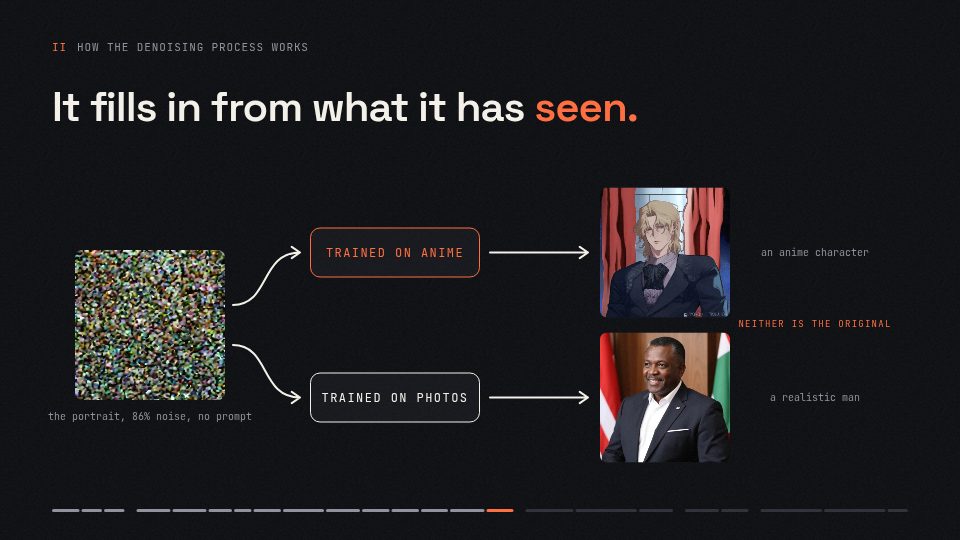 II HOW THE DENOISING PROCESS WORKS
It fills in from what it has seen.
TRAINED ON ANIME
an anime character
NEITHER IS THE ORIGINAL
TRAINED ON PHOTOS
a realistic man
the portrait, 86% noise, no prompt